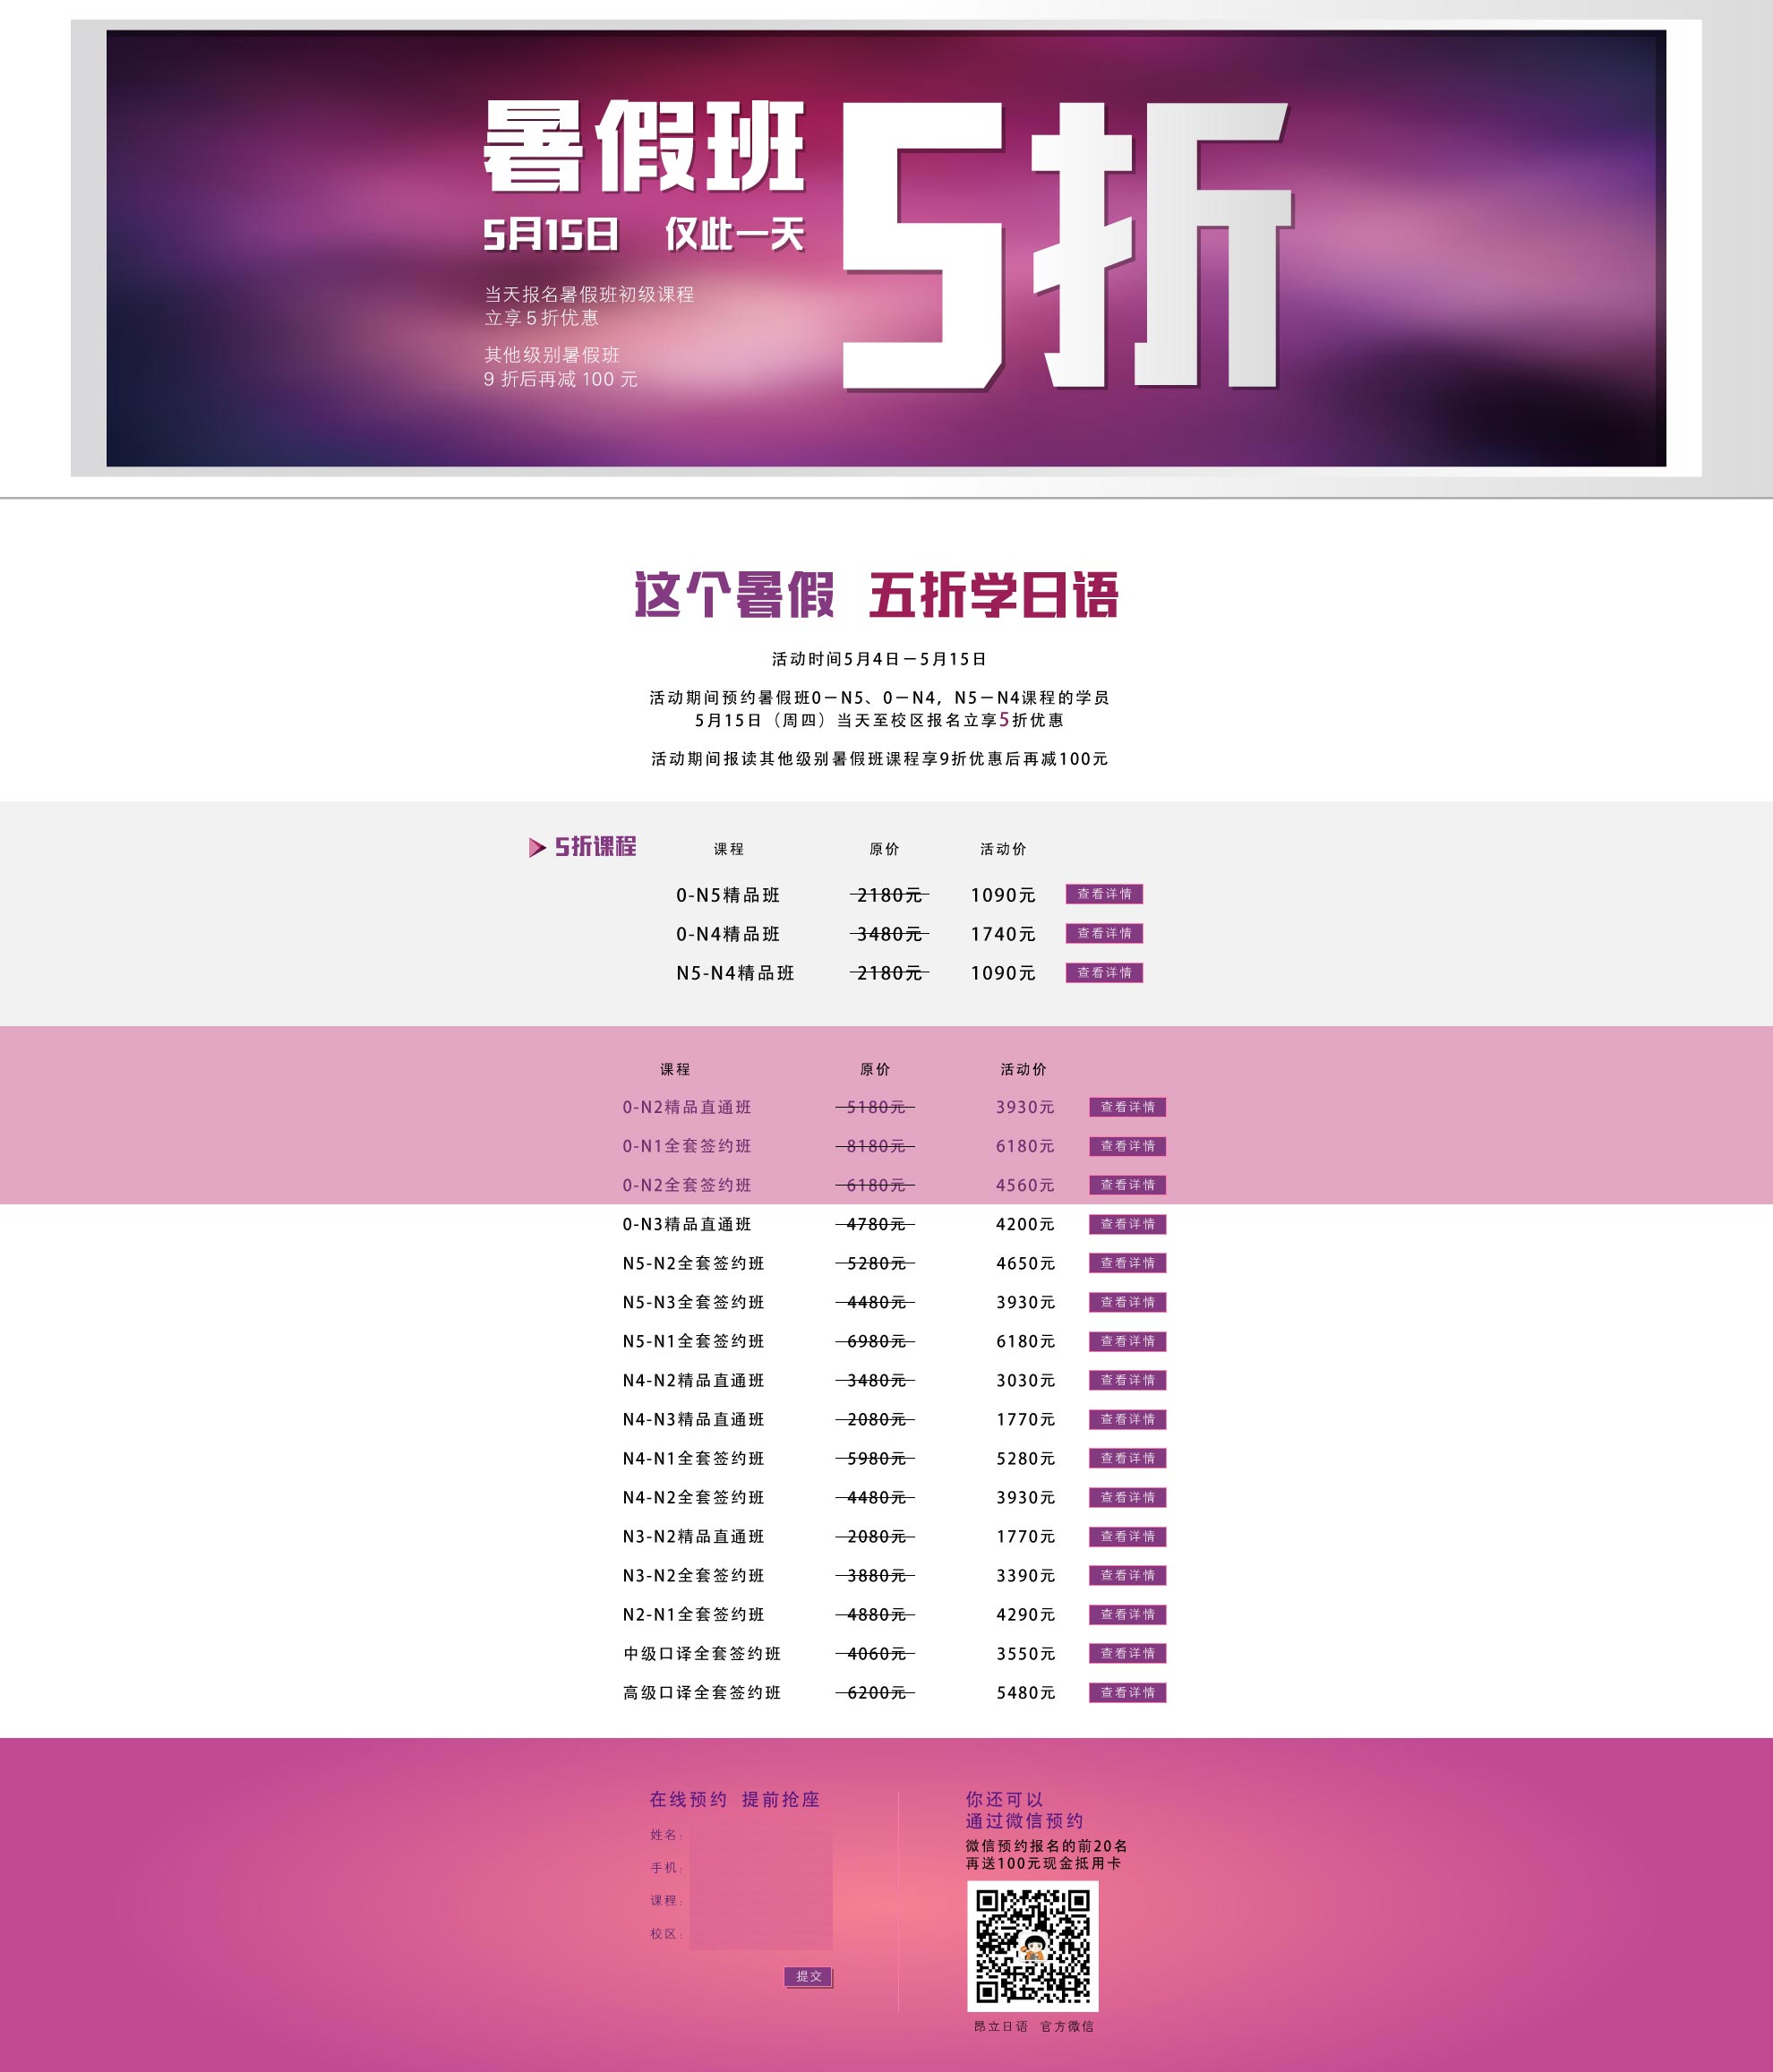 暑假班
5折
5月15日 仅此一天
当天报名暑假班初级课程
立享5折优惠
其他级别暑假班
9 折后再减 100 元
这个暑假 五折学日语
活动时间5月4日－5月15日
活动期间预约暑假班0－N5、0－N4，N5－N4课程的学员
5月15日（周四）当天至校区报名立享5折优惠
活动期间报读其他级别暑假班课程享9折优惠后再减100元
5折课程 课程 原价 活动价
0-N5精品班 2180元 1090元 查看详情
0-N4精品班 3480元 1740元 查看详情
N5-N4精品班 2180元 1090元 查看详情
课程 原价 活动价
0-N2精品直通班 5180元 3930元 查看详情
0-N1全套签约班 8180元 6180元 查看详情
0-N2全套签约班 6180元 4560元 查看详情
0-N3精品直通班 4780元 4200元 查看详情
N5-N2全套签约班 5280元 4650元 查看详情
N5-N3全套签约班 4480元 3930元 查看详情
N5-N1全套签约班 6980元 6180元 查看详情
N4-N2精品直通班 3480元 3030元 查看详情
N4-N3精品直通班 2080元 1770元 查看详情
N4-N1全套签约班 5980元 5280元 查看详情
N4-N2全套签约班 4480元 3930元 查看详情
N3-N2精品直通班 2080元 1770元 查看详情
N3-N2全套签约班 3880元 3390元 查看详情
N2-N1全套签约班 4880元 4290元 查看详情
中级口译全套签约班 4060元 3550元 查看详情
高级口译全套签约班 6200元 5480元 查看详情
在线预约 提前抢座
姓名：
手机：
课程：
校区：
提交
你还可以
通过微信预约
微信预约报名的前20名
再送100元现金抵用卡
昂立日语 官方微信